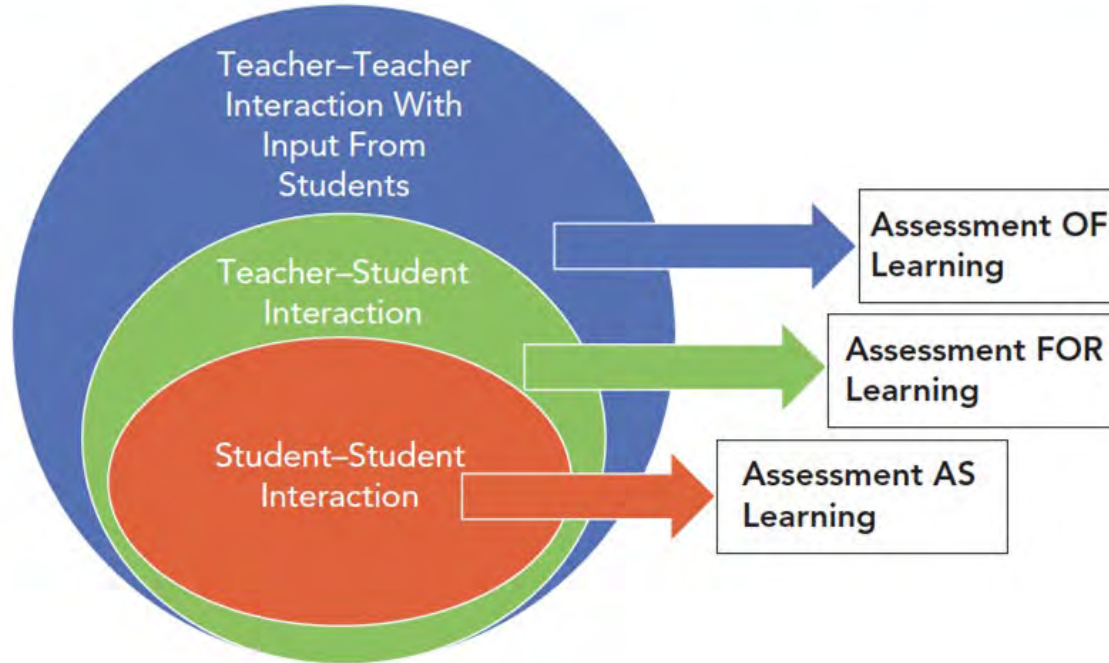 Teacher–Teacher
Interaction With
Input From
Students
Assessment OF
Learning
Teacher–Student
Interaction
Assessment FOR
Learning
Student–Student
Interaction
Assessment AS
Learning